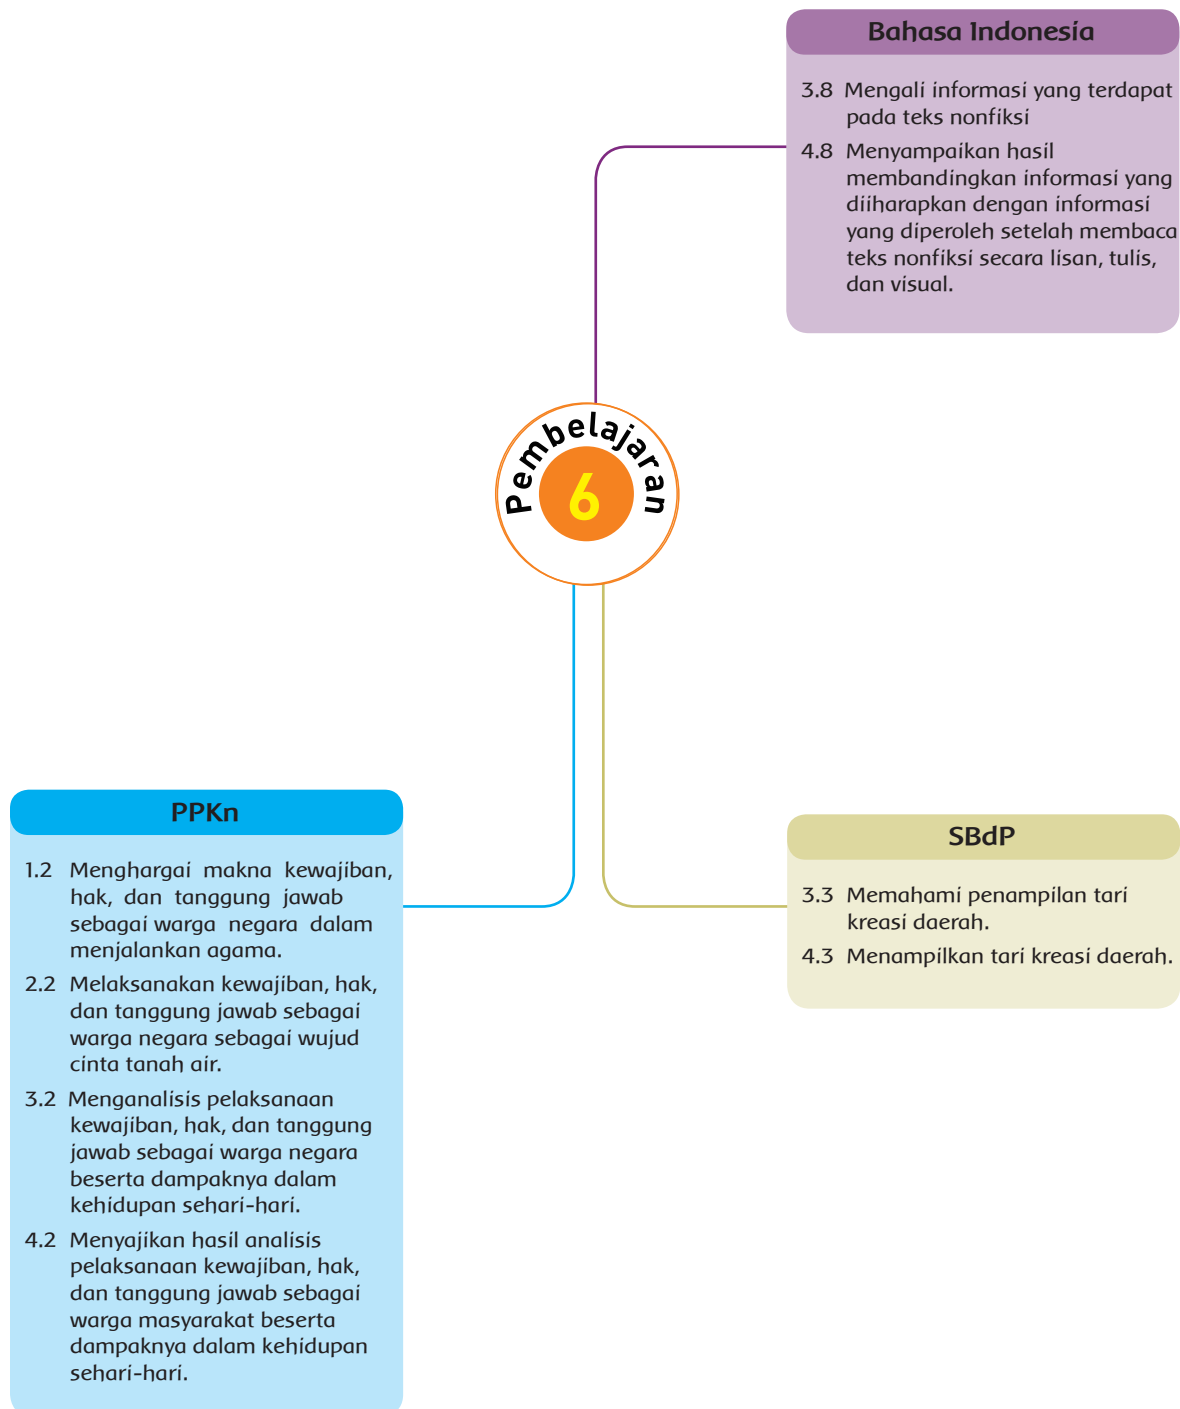 Bahasa Indonesia
3.8 Mengali informasi yang terdapat
pada teks nonfiksi
4.8 Menyampaikan hasil
membandingkan informasi yang
diiharapkan dengan informasi
yang diperoleh setelah membaca
teks nonfiksi secara lisan, tulis,
dan visual.
Pembelajaran
6
PPKn
1.2 Menghargai makna kewajiban,
hak, dan tanggung jawab
sebagai warga negara dalam
menjalankan agama.
2.2 Melaksanakan kewajiban, hak,
dan tanggung jawab sebagai
warga negara sebagai wujud
cinta tanah air.
3.2 Menganalisis pelaksanaan
kewajiban, hak, dan tanggung
jawab sebagai warga negara
beserta dampaknya dalam
kehidupan sehari-hari.
4.2 Menyajikan hasil analisis
pelaksanaan kewajiban, hak,
dan tanggung jawab sebagai
warga masyarakat beserta
dampaknya dalam kehidupan
sehari-hari.
SBdP
3.3 Memahami penampilan tari
kreasi daerah.
4.3 Menampilkan tari kreasi daerah.